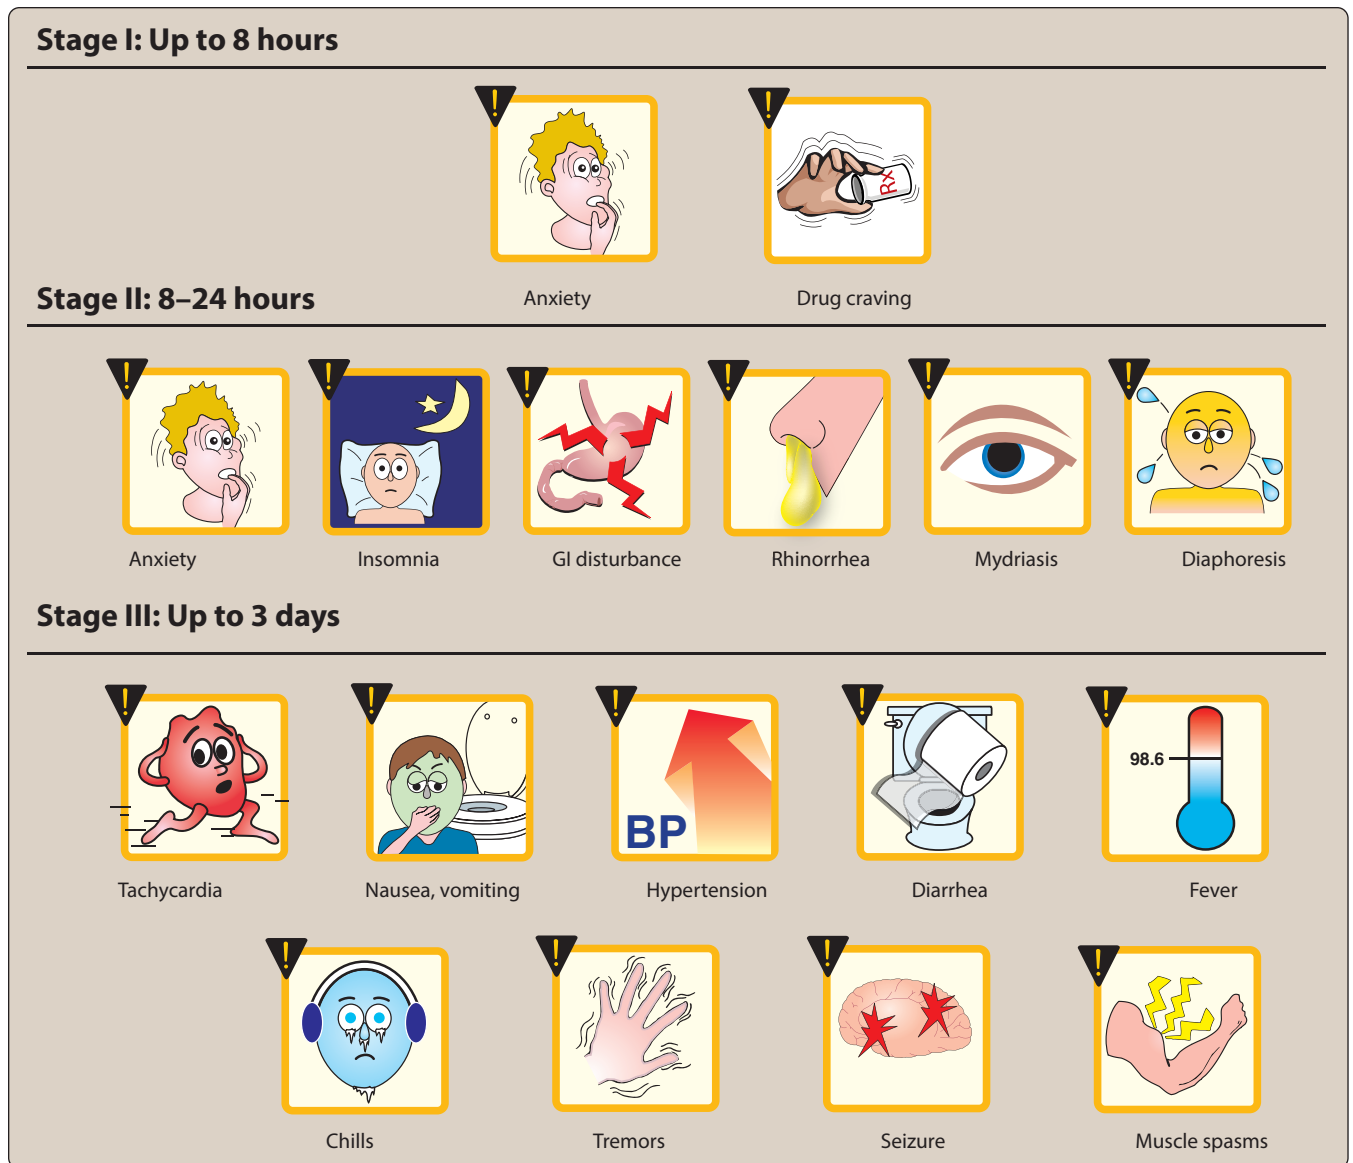 Stage I: Up to 8 hours
! !
Rx
Anxiety Drug craving
Stage II: 8–24 hours
! ! ! ! ! !
Anxiety Insomnia GI disturbance Rhinorrhea Mydriasis Diaphoresis
Stage III: Up to 3 days
! ! ! ! !
98.6
BP
Tachycardia Nausea, vomiting Hypertension Diarrhea Fever
! ! ! !
Chills Tremors Seizure Muscle spasms